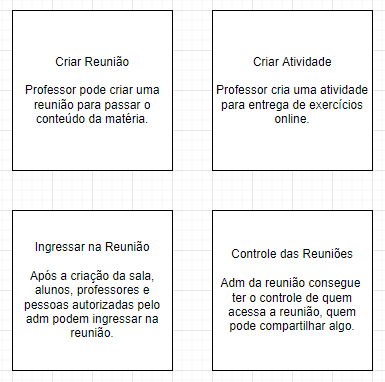 Criar Reunião
Professor pode criar uma
reunião para passar o
conteúdo da matéria.
Criar Atividade
Professor cria uma atividade
para entrega de exercícios
online.
Ingressar na Reunião
Após a criação da sala,
alunos, professores e
pessoas autorizadas pelo
adm podem ingressar na
reunião.
Controle das Reuniões
Adm da reunião consegue
ter o controle de quem
acessa a reunião, quem
pode compartilhar algo.